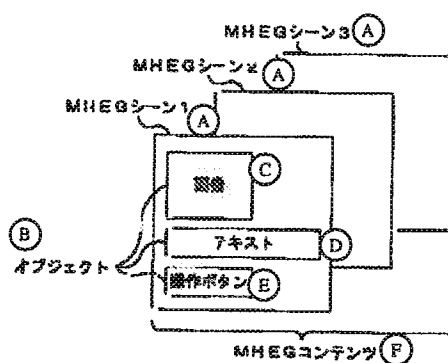 MHEGシーン3 A
MHEGシーン2 A
MHEGシーン1 A
画像 C
B
テキスト D
オブジェクト
操作ボタン E
MHEGコンテンツ F